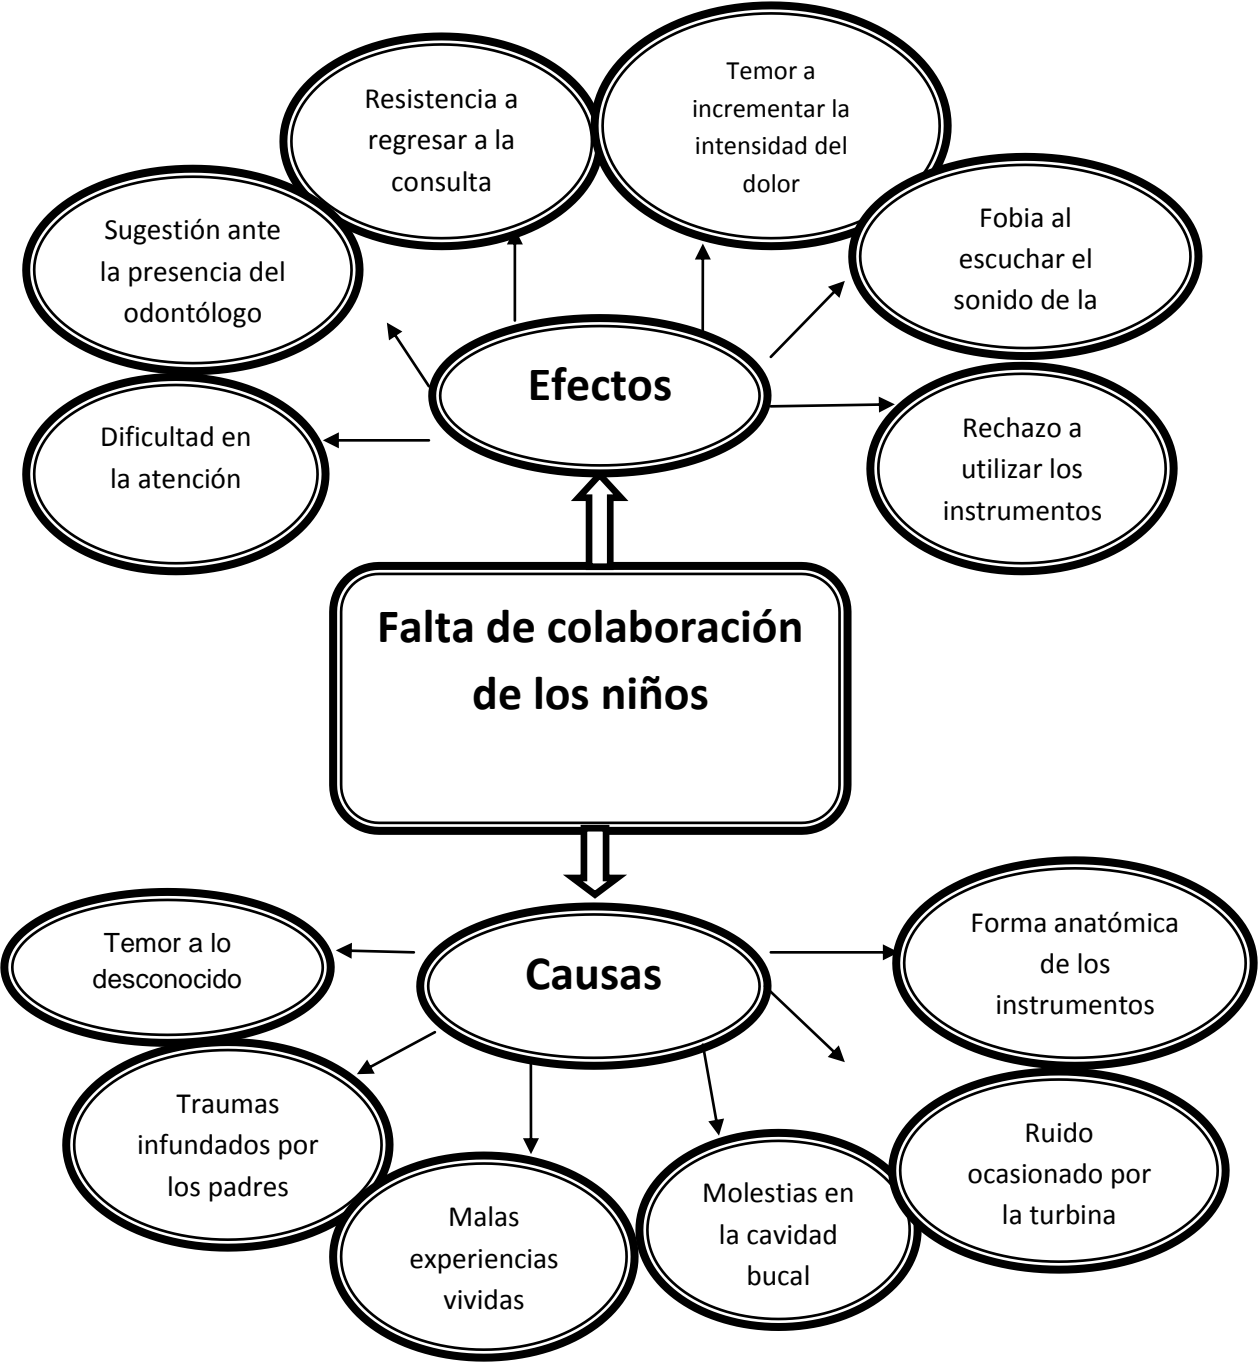 Temor a
incrementar la
intensidad del
dolor
Resistencia a
regresar a la
consulta
Sugestión ante
la presencia del
odontólogo
Fobia al
escuchar el
sonido de la
Efectos
Dificultad en
la atención
Rechazo a
utilizar los
instrumentos
Falta de colaboración
de los niños
Causas
Temor a lo
desconocido
Forma anatómica
de los
instrumentos
Traumas
infundados por
los padres
Ruido
ocasionado por
la turbina
Malas
experiencias
vividas
Molestias en
la cavidad
bucal